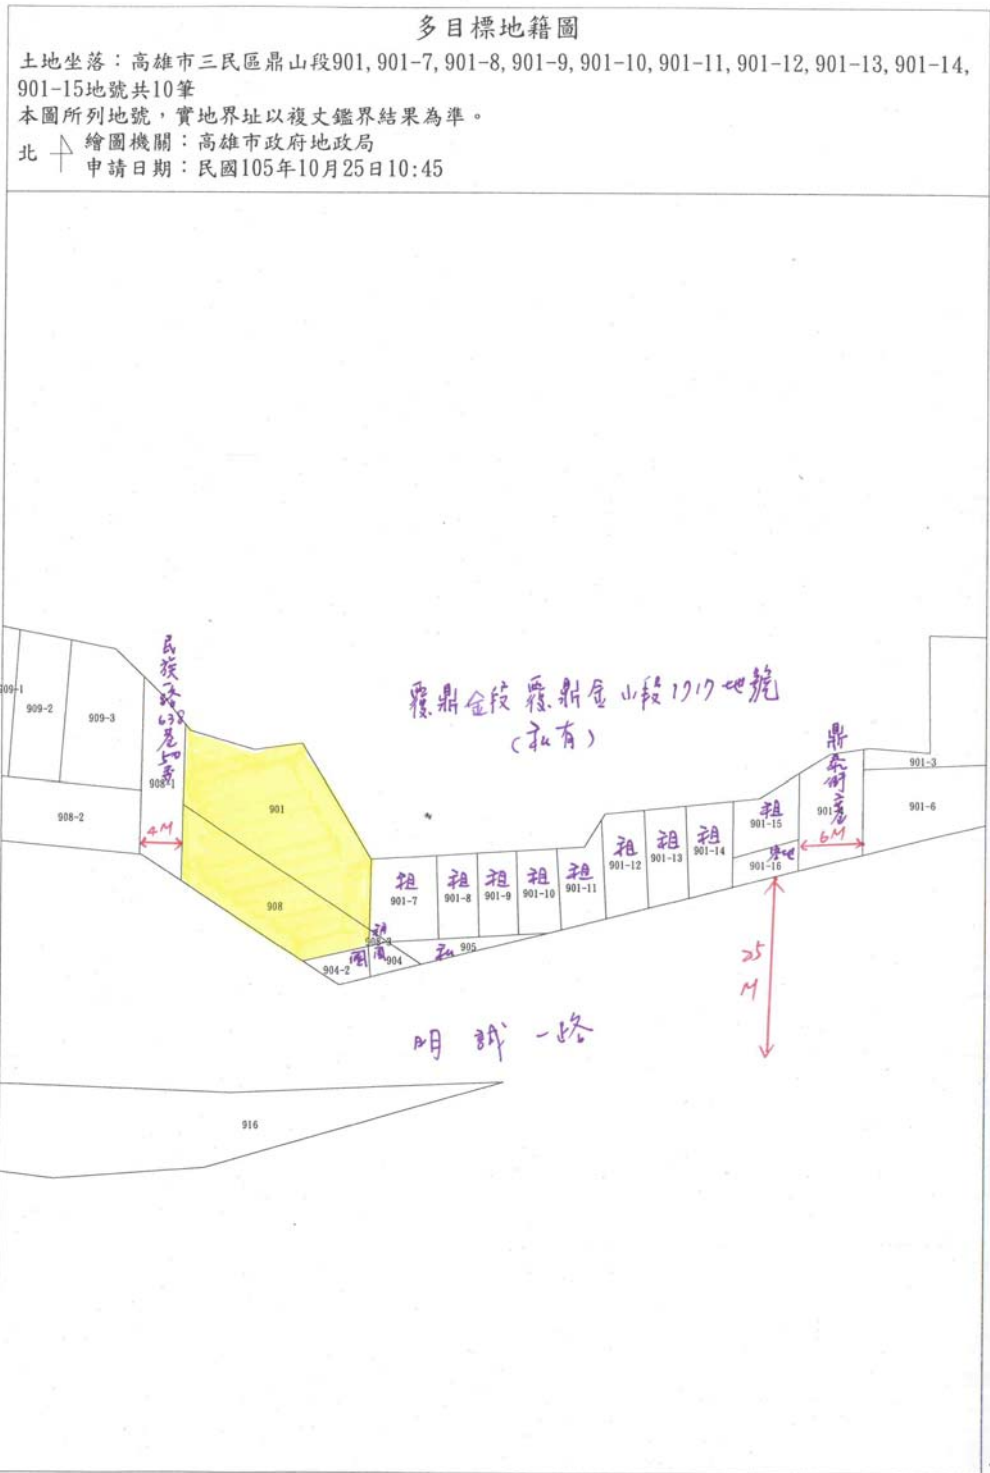 多目標地籍圖
土地坐落：高雄市三民區鼎山段901,901-7,901-8,901-9,901-10,901-11,901-12,901-13,901-14,
901-15地號共10筆
本圖所列地號，實地界址以複丈鑑界結果為準。
北
繪圖機關：高雄市政府地政局
申請日期：民國105年10月25日10:45
909-1
909-2
909-3
民族一路638巷50弄
908-1
908-2
4M
901
908
覆鼎金段覆鼎金小段1717地號
(私有)
鼎泰街
901-3
901-6
6M
租
901-7
租
901-8
租
901-9
租
901-10
租
901-11
租
901-12
租
901-13
租
901-14
租
901-15
901-16
908-3
國
904-2
904
私
905
25
M
明誠一路
916